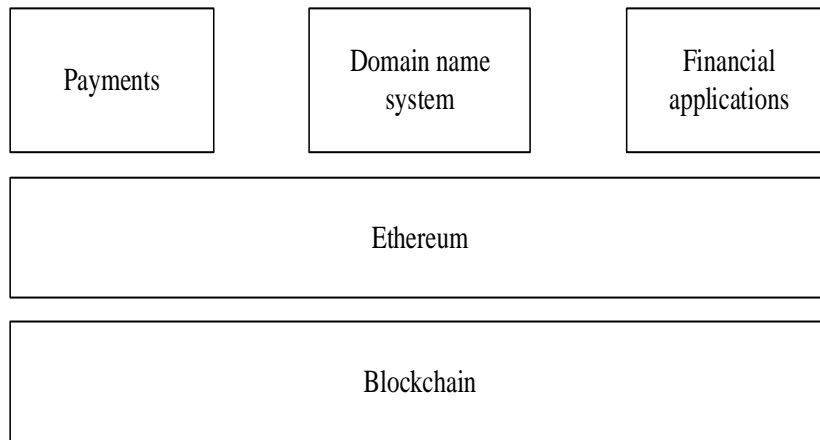 Payments
Domain name
system
Financial
applications
Ethereum
Blockchain